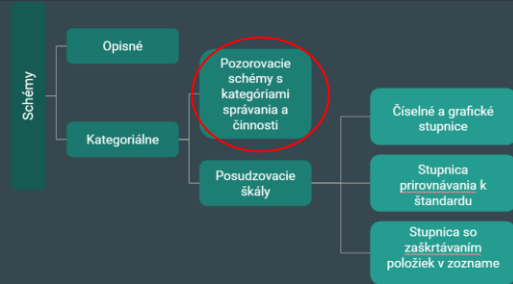 Schémy
Opisné
Kategoriálne
Pozorovacie
schémy s
kategóriami
správania a
činnosti
Posudzovacie
škály
Číselné a grafické
stupnice
Stupnica
prirovnávania k
štandardu
Stupnica so
zaškrtávaním
položiek v zozname